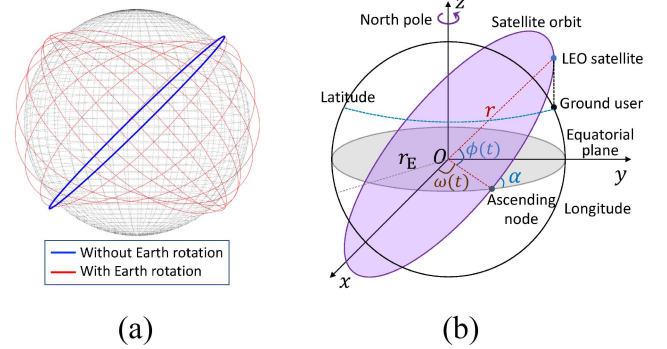 (a)
Without Earth rotation
With Earth rotation
(b)
z
North pole
Satellite orbit
LEO satellite
Latitude
Ground user
r
Equatorial
plane
r_E
O
ϕ(t)
y
ω(t)
α
Ascending
node
Longitude
x
(a)
(b)